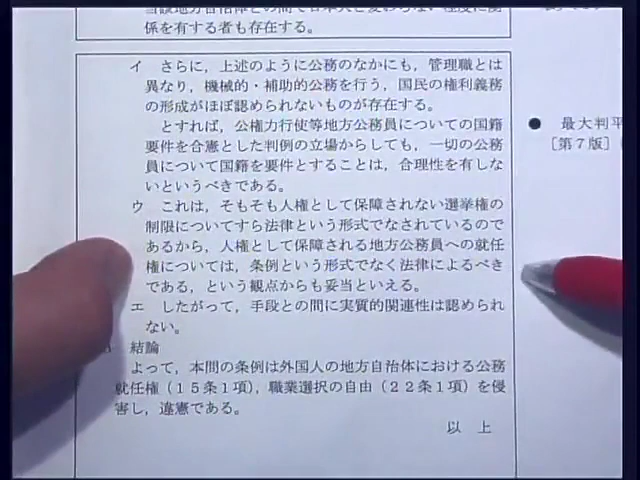 係を有する者も存在する。
イ さらに，上述のように公務のなかにも，管理職とは
異なり，機械的・補助的公務を行う，国民の権利義務
の形成がほぼ認められないものが存在する。
とすれば，公権力行使等地方公務員についての国籍
要件を合憲とした判例の立場からしても，一切の公務
員について国籍を要件とすることは，合理性を有しな
いというべきである。
ウ これは，そもそも人権として保障されない選挙権の
制限についてすら法律という形式でなされているので
あるから，人権として保障される地方公務員への就任
権については，条例という形式でなく法律によるべき
である，という観点からも妥当といえる。
エ したがって，手段との間に実質的関連性は認められ
ない。
結論
よって，本問の条例は外国人の地方自治体における公務
就任権（１５条１項），職業選択の自由（２２条１項）を侵
害し，違憲である。
以 上
● 最大判平
［第７版］